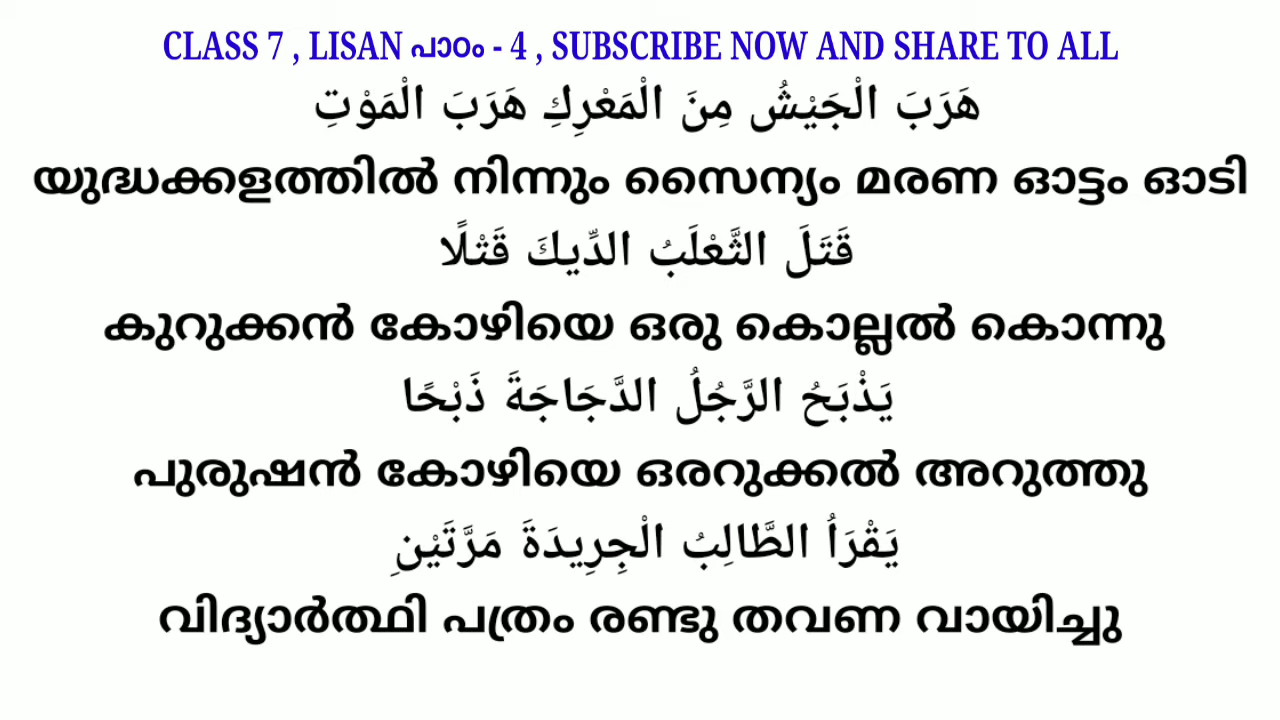 CLASS 7 , LISAN പാഠം - 4 , SUBSCRIBE NOW AND SHARE TO ALL
هَرَبَ الْجَيْشُ مِنَ الْمَعْرِكِ هَرَبَ الْمَوْتِ
യുദ്ധക്കളത്തിൽ നിന്നും സൈന്യം മരണ ഓട്ടം ഓടി
قَتَلَ الثَّعْلَبُ الدِّيكَ قَتْلًا
കുറുക്കൻ കോഴിയെ ഒരു കൊല്ലൽ കൊന്നു
يَذْبَحُ الرَّجُلُ الدَّجَاجَةَ ذَبْحًا
പുരുഷൻ കോഴിയെ ഒരറുക്കൽ അറുത്തു
يَقْرَأُ الطَّالِبُ الْجِرِيدَةَ مَرَّتَيْنِ
വിദ്യാർത്ഥി പത്രം രണ്ടു തവണ വായിച്ചു